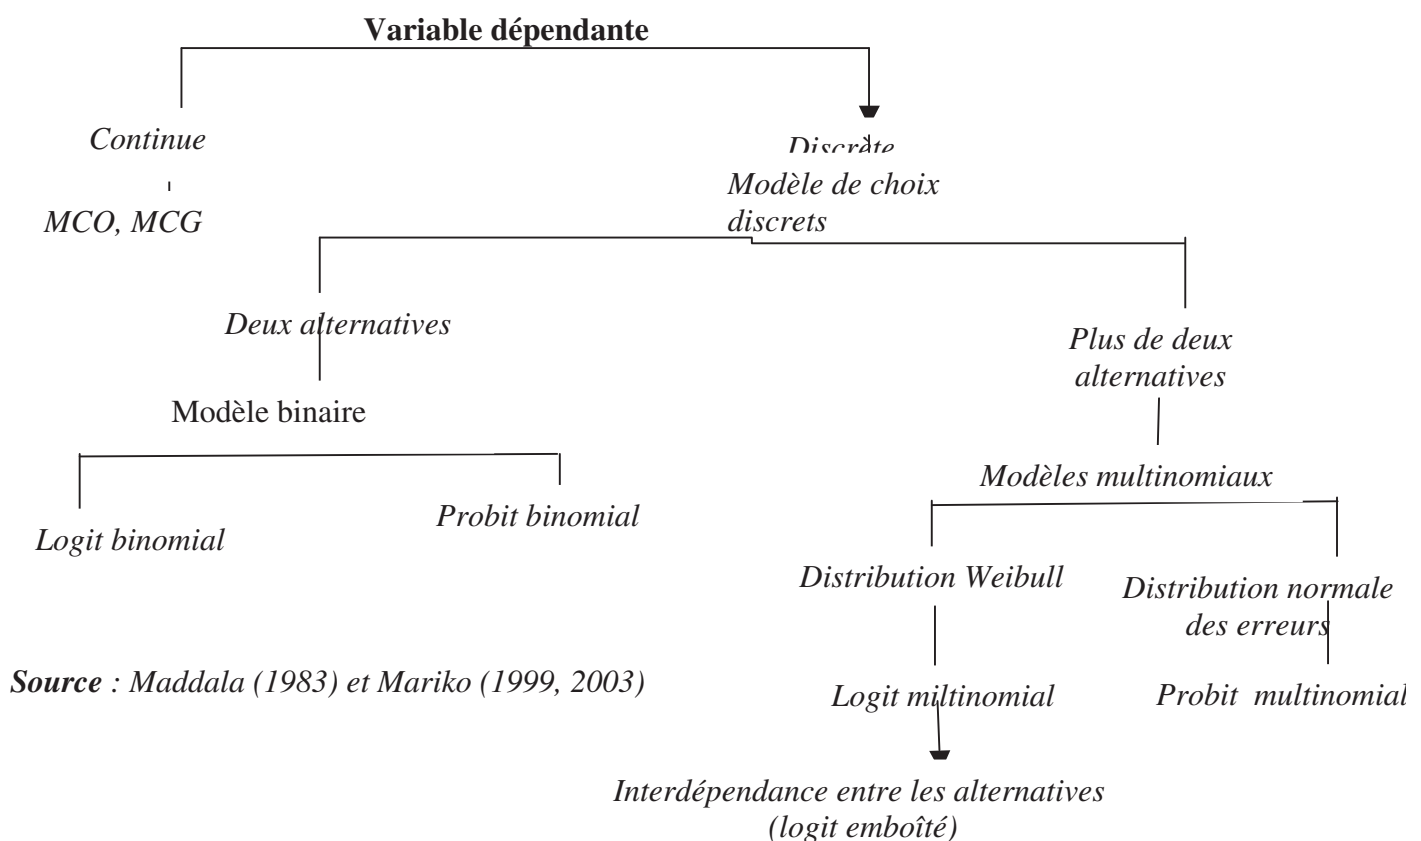 Variable dépendante
Continue
Discrète
MCO, MCG
Modèle de choix
discrets
Deux alternatives
Plus de deux
alternatives
Modèle binaire
Modèles multinomiaux
Logit binomial
Probit binomial
Distribution Weibull
Distribution normale
des erreurs
Source : Maddala (1983) et Mariko (1999, 2003)
Logit miltinomial
Probit multinomial
Interdépendance entre les alternatives
(logit emboîté)